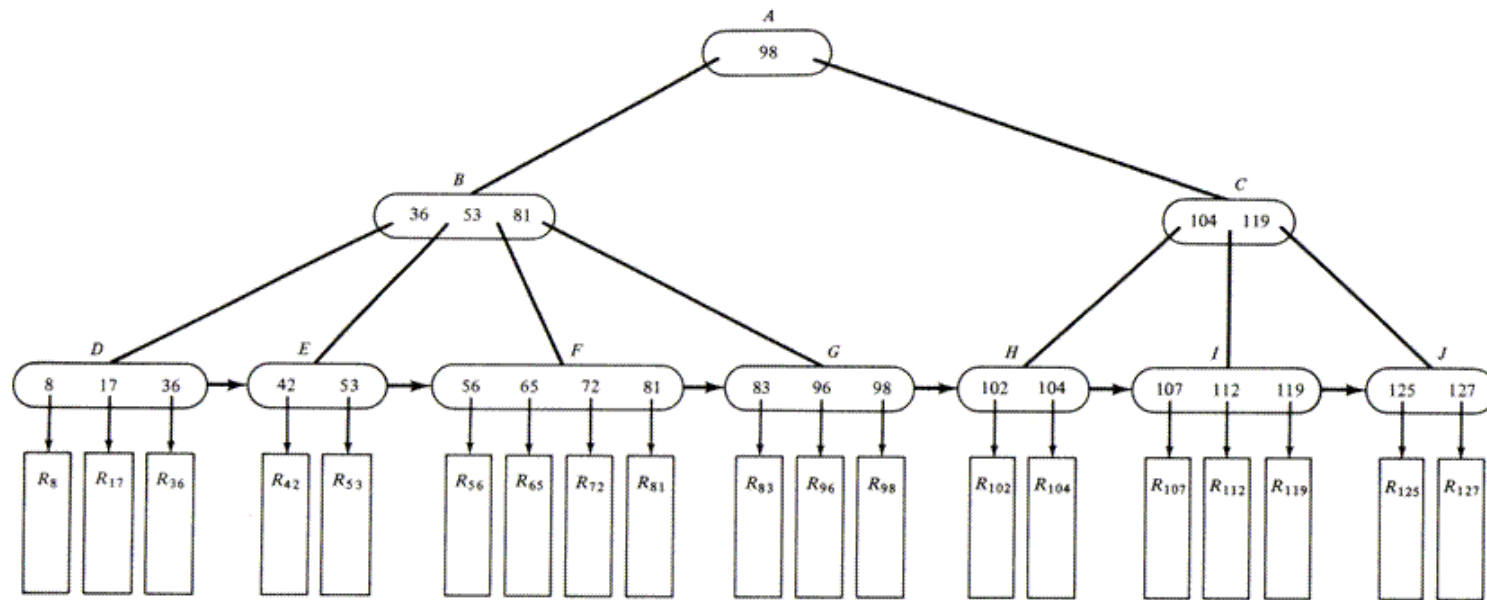 A
98
B
C
36 53 81
104 119
D E F G H I J
8 17 36 42 53 56 65 72 81 83 96 98 102 104 107 112 119 125 127
R₈ R₁₇ R₃₆ R₄₂ R₅₃ R₅₆ R₆₅ R₇₂ R₈₁ R₈₃ R₉₆ R₉₈ R₁₀₂ R₁₀₄ R₁₀₇ R₁₁₂ R₁₁₉ R₁₂₅ R₁₂₇